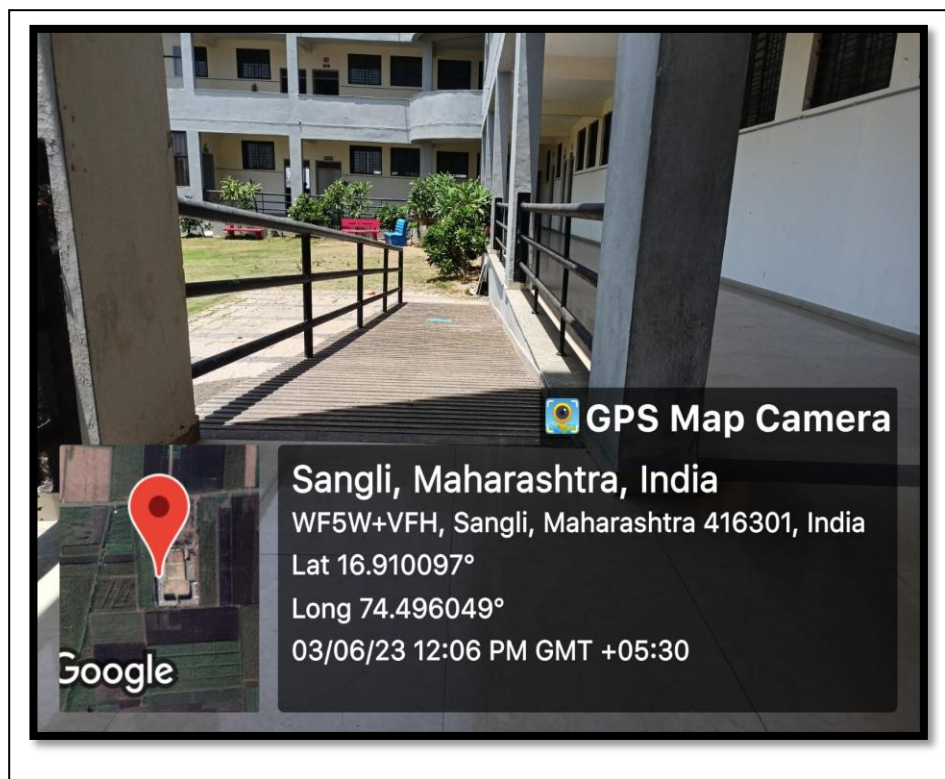 GPS Map Camera
Sangli, Maharashtra, India
WF5W+VFH, Sangli, Maharashtra 416301, India
Lat 16.910097°
Long 74.496049°
03/06/23 12:06 PM GMT +05:30
Google